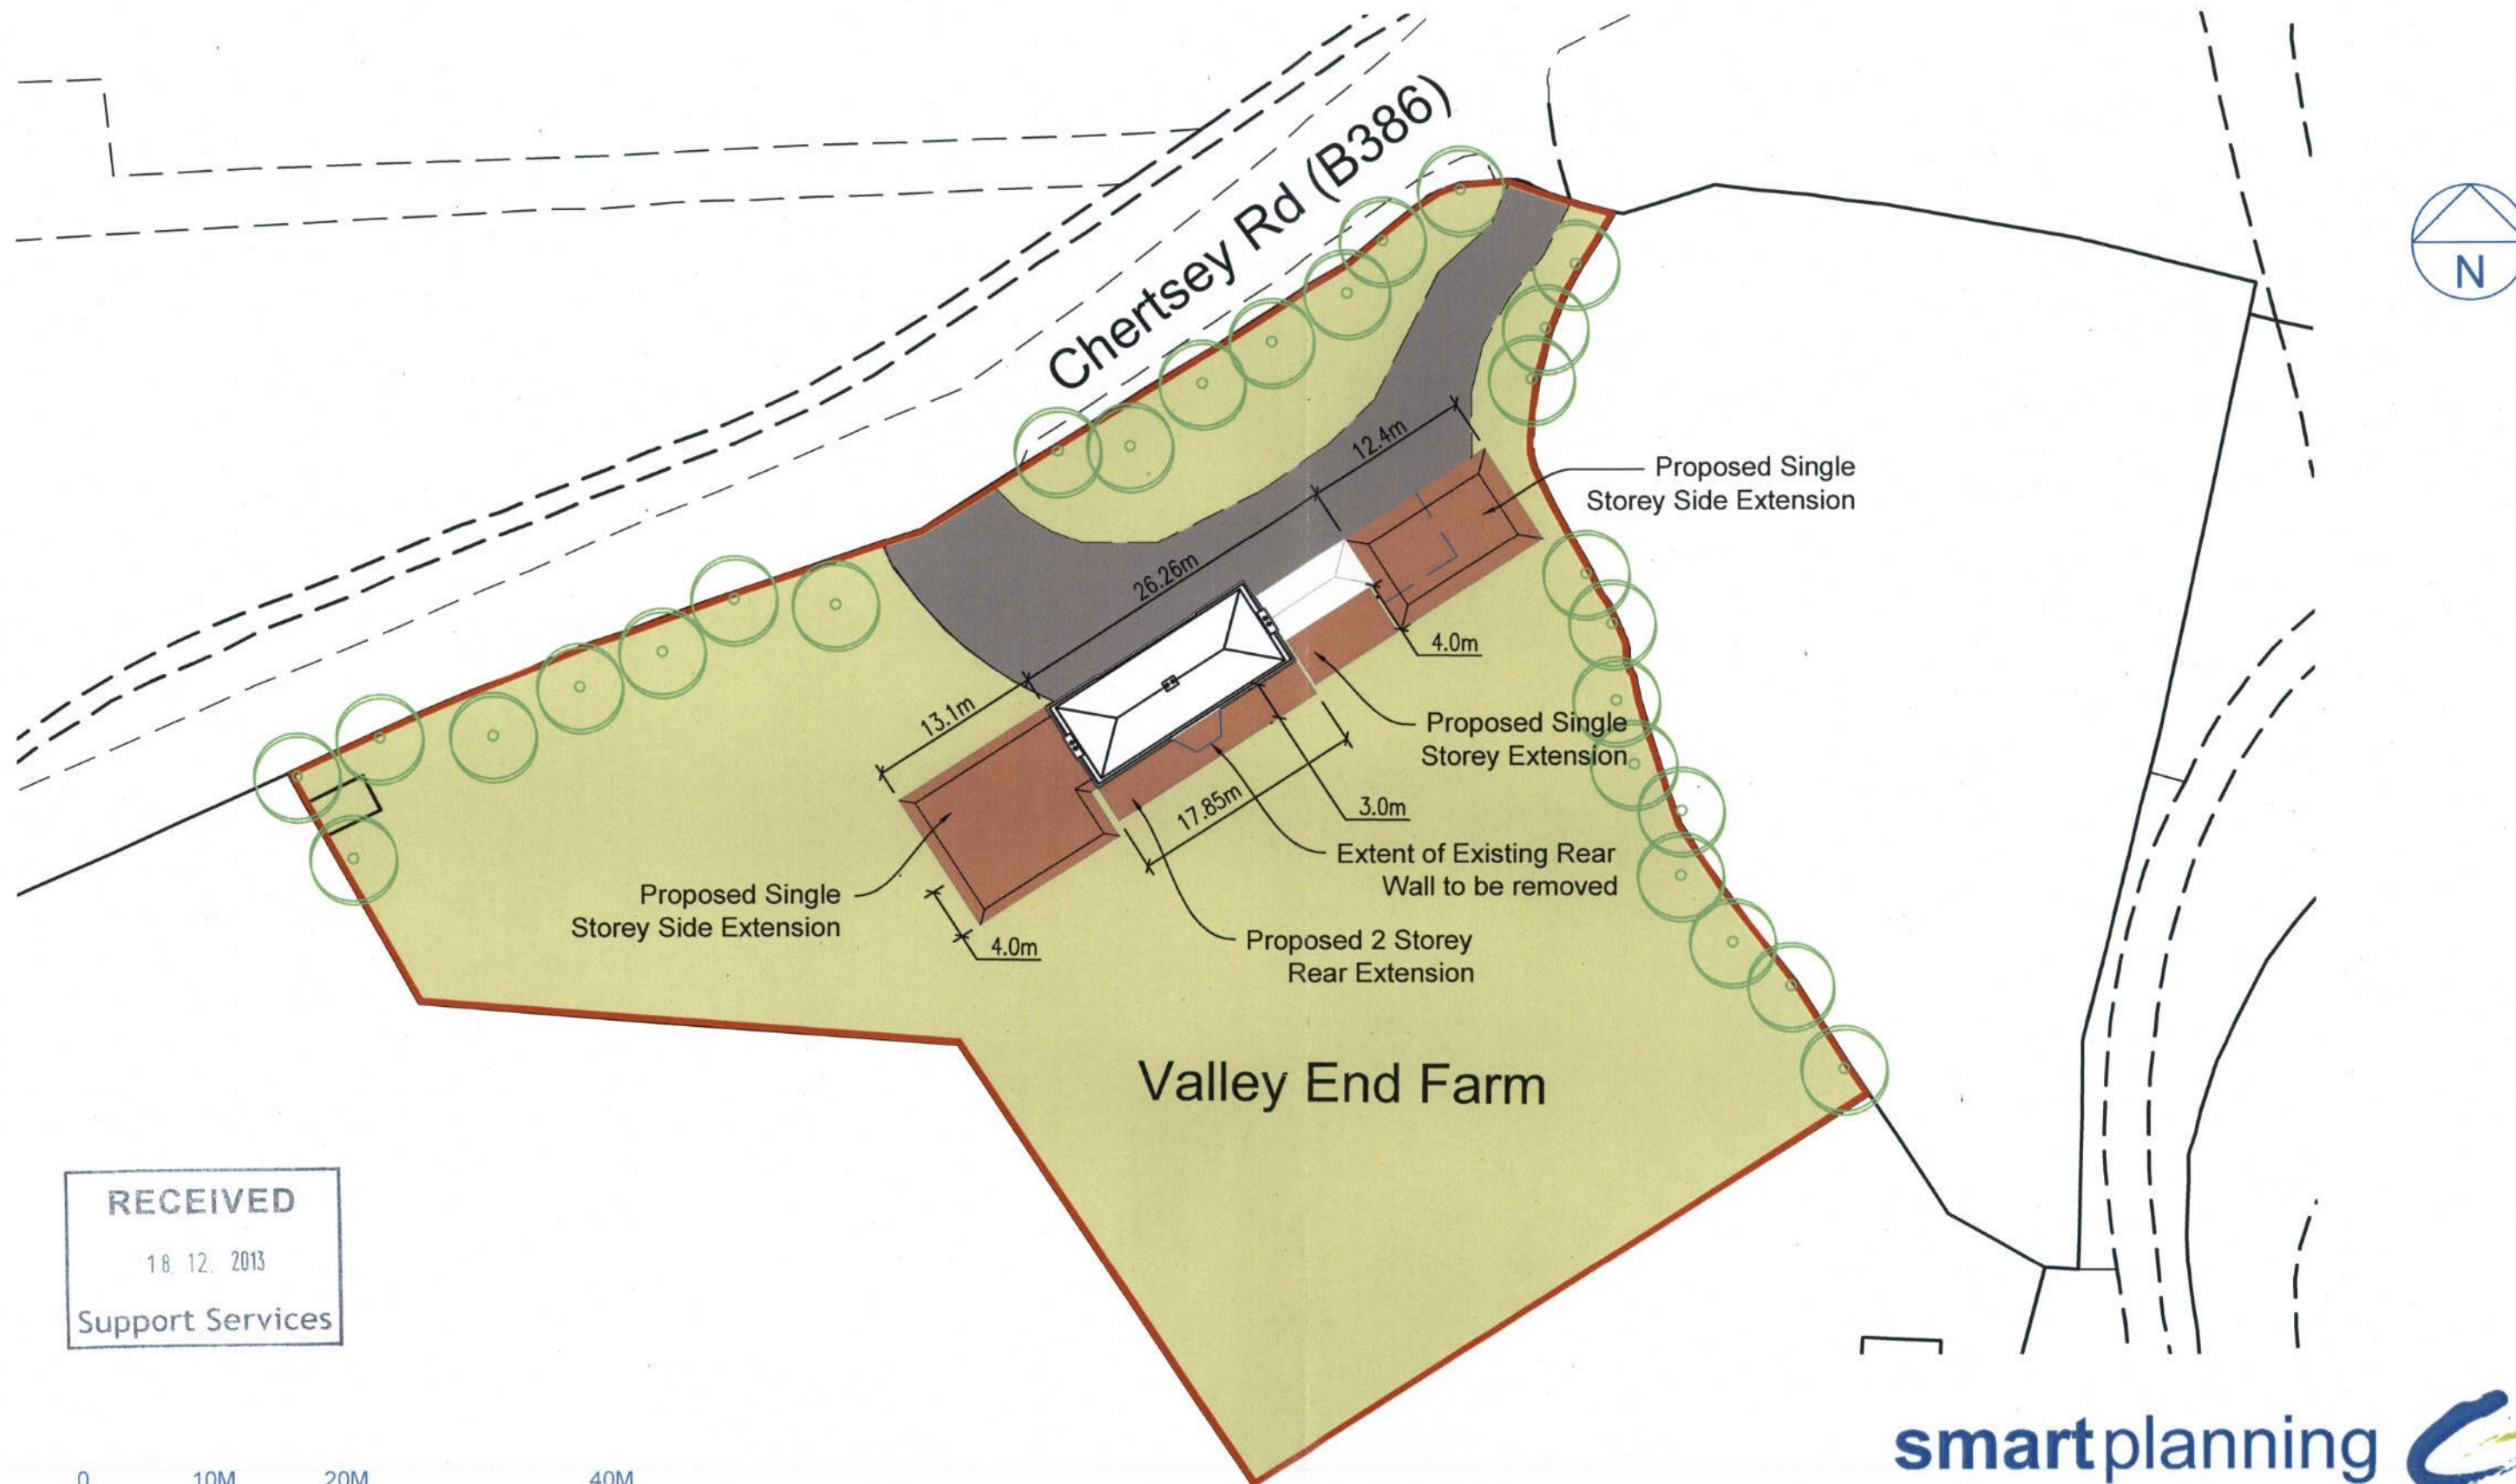 Chertsey Rd (B386)
N
12.4m
Proposed Single
Storey Side Extension
26.26m
4.0m
13.1m
Proposed Single
Storey Extension
17.85m
3.0m
Extent of Existing Rear
Wall to be removed
Proposed Single
Storey Side Extension
4.0m
Proposed 2 Storey
Rear Extension
Valley End Farm
RECEIVED
18. 12. 2013
Support Services
0 10M 20M 40M
smartplanning